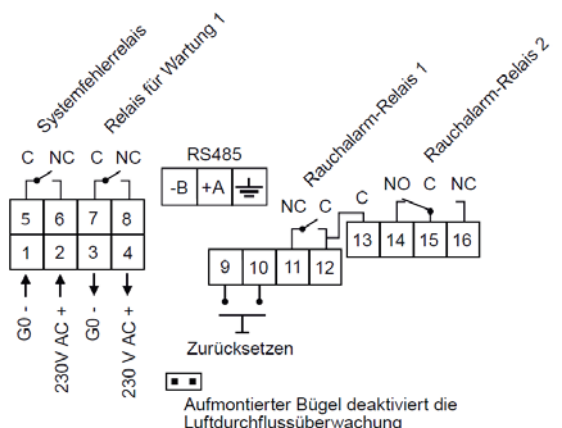 Systemfehlerrelais
Relais für Wartung 1
C NC C NC
5 6 7 8
1 2 3 4
G0 -
230V AC +
G0 -
230 V AC +
RS485
-B +A
Rauchalarm-Relais 1
NC C
C
9 10 11 12
Zurücksetzen
Rauchalarm-Relais 2
NO C NC
13 14 15 16
Aufmontierter Bügel deaktiviert die
Luftdurchflussüberwachung